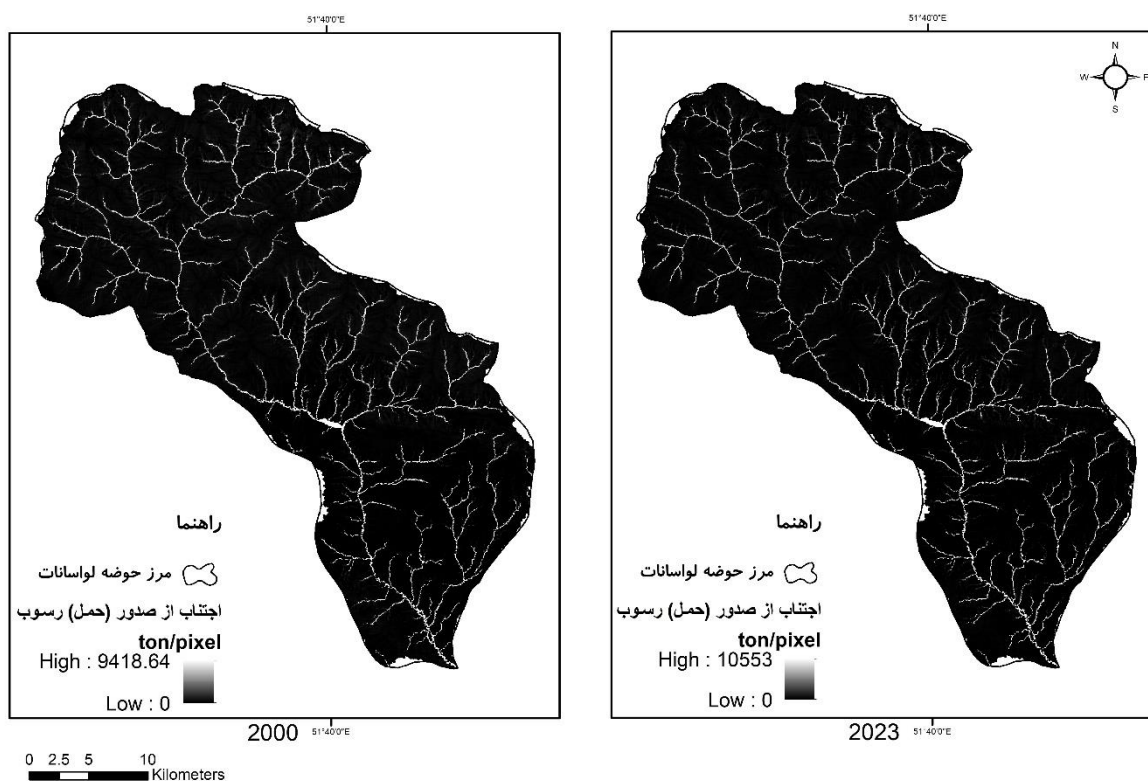 51°40'0"E
راهنما
مرز حوضه لواسانات
اجتناب از صدور (حمل) رسوب
ton/pixel
High : 9418.64
Low : 0
2000
51°40'0"E
0 2.5 5 10
Kilometers
51°40'0"E
N
W E
S
راهنما
مرز حوضه لواسانات
اجتناب از صدور (حمل) رسوب
ton/pixel
High : 10553
Low : 0
2023
51°40'0"E